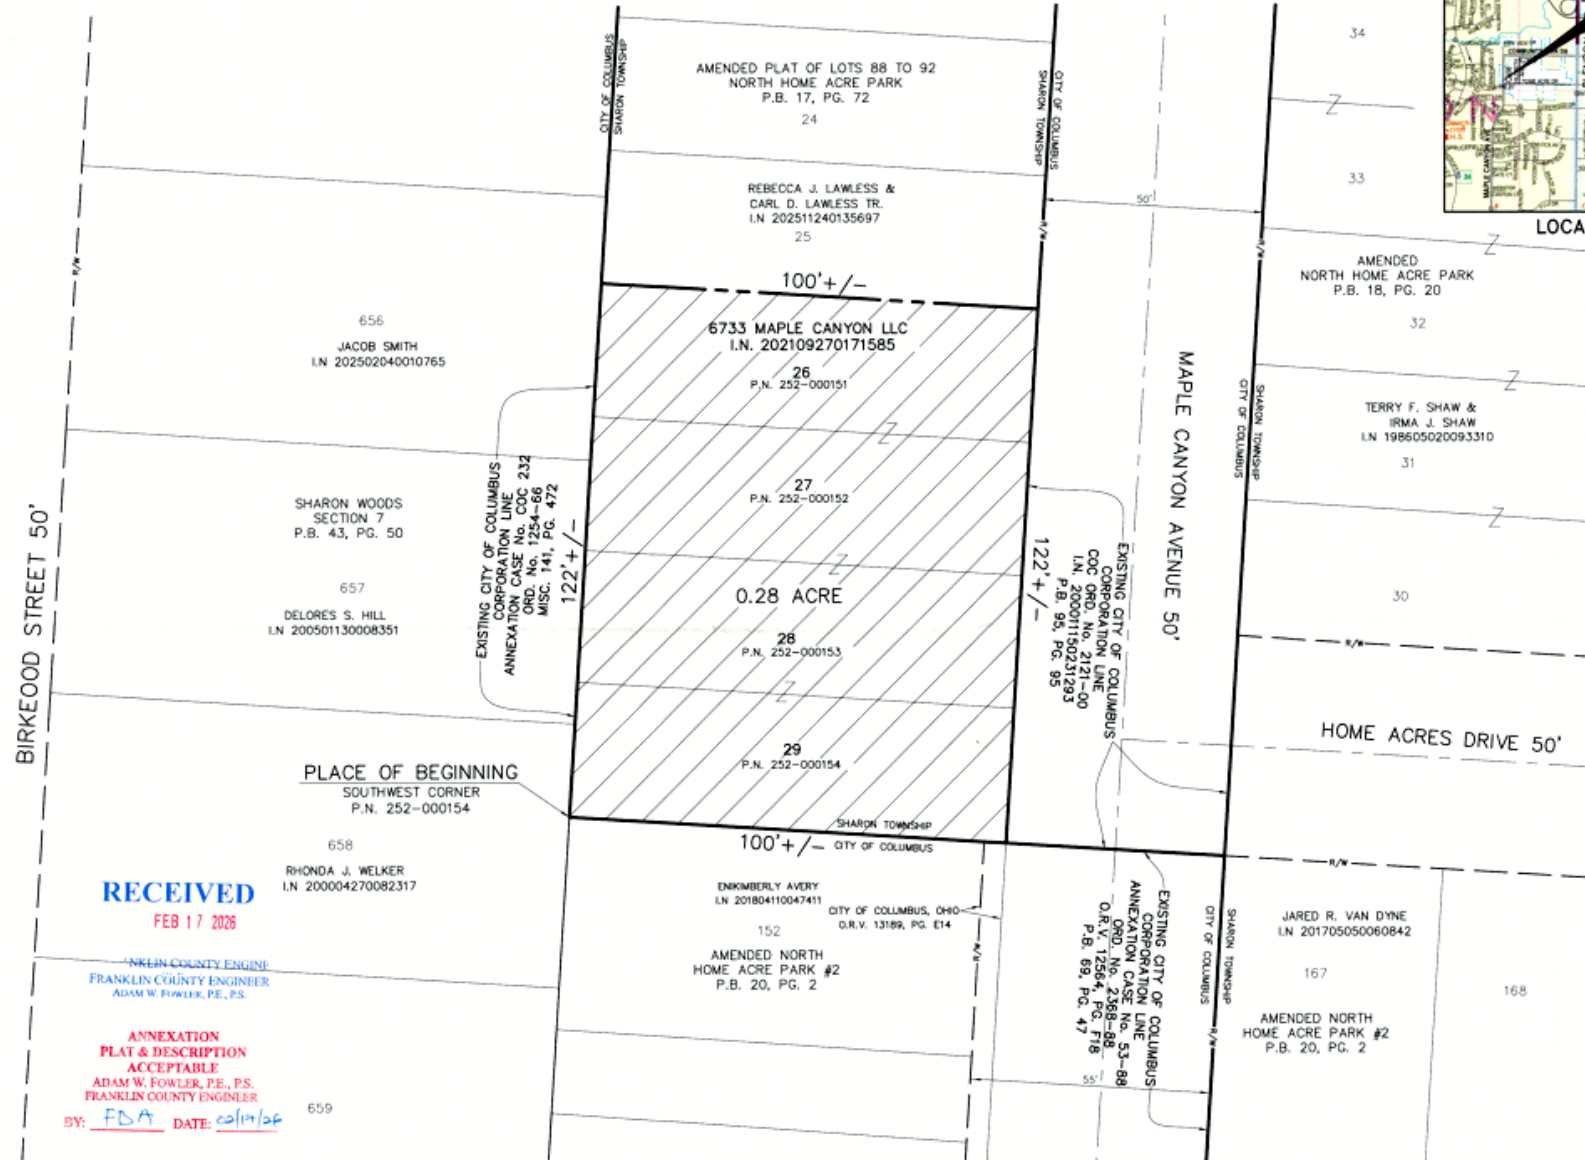 CITY OF COLUMBUS
SHARON TOWNSHIP
AMENDED PLAT OF LOTS 88 TO 92
NORTH HOME ACRE PARK
P.B. 17, PG. 72
24
CITY OF COLUMBUS
SHARON TOWNSHIP
34
33
LOCA
R/W
REBECCA J. LAWLESS &
CARL D. LAWLESS TR.
I.N 202511240135697
25
50'
R/W
R/W
AMENDED
NORTH HOME ACRE PARK
P.B. 18, PG. 20
32
100'+/-
656
JACOB SMITH
I.N 202502040010765
6733 MAPLE CANYON LLC
I.N. 202109270171585
26
P.N. 252-000151
MAPLE CANYON AVENUE 50'
SHARON TOWNSHIP
CITY OF COLUMBUS
TERRY F. SHAW &
IRMA J. SHAW
I.N 198605020093310
31
EXISTING CITY OF COLUMBUS
CORPORATION LINE
ANNEXATION CASE No. COC 232
ORD. No. 1254-66
MISC. 141, PG. 472
122'+/-
27
P.N. 252-000152
SHARON WOODS
SECTION 7
P.B. 43, PG. 50
657
DELORES S. HILL
I.N 200501130008351
BIRKEOOD STREET 50'
0.28 ACRE
28
P.N. 252-000153
122'+/-
EXISTING CITY OF COLUMBUS
CORPORATION LINE
COC ORD. No. 2121-00
I.N. 200011150231293
P.B. 95, PG. 95
30
R/W
HOME ACRES DRIVE 50'
29
P.N. 252-000154
PLACE OF BEGINNING
SOUTHWEST CORNER
P.N. 252-000154
SHARON TOWNSHIP
100'+/-
CITY OF COLUMBUS
658
RHONDA J. WELKER
I.N 200004270082317
RECEIVED
FEB 17 2026
NKLIN COUNTY ENGINE
FRANKLIN COUNTY ENGINEER
ADAM W. FOWLER, P.E., P.S.
ANNEXATION
PLAT & DESCRIPTION
ACCEPTABLE
ADAM W. FOWLER, P.E., P.S.
FRANKLIN COUNTY ENGINEER
BY: FDA DATE:
659
ENIKIMBERLY AVERY
I.N 201804110047411
152
AMENDED NORTH
HOME ACRE PARK #2
P.B. 20, PG. 2
CITY OF COLUMBUS, OHIO
O.R.V. 13189, PG. E14
R/W
EXISTING CITY OF COLUMBUS
CORPORATION LINE
ANNEXATION CASE No. 53-88
ORD. No. 2368-88
O.R.V. 12564, PG. F18
P.B. 69, PG. 47
55'
SHARON TOWNSHIP
CITY OF COLUMBUS
R/W
R/W
JARED R. VAN DYNE
I.N 201705050060842
167
AMENDED NORTH
HOME ACRE PARK #2
P.B. 20, PG. 2
168